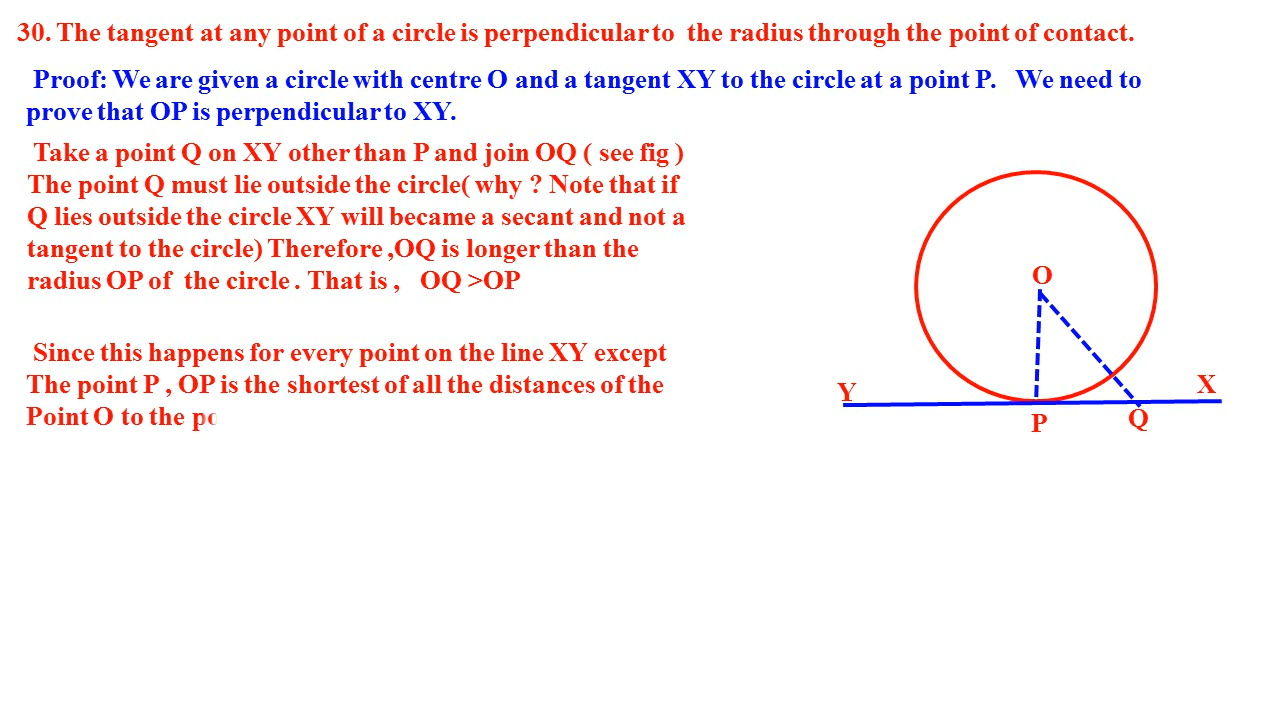 30. The tangent at any point of a circle is perpendicular to the radius through the point of contact.
Proof: We are given a circle with centre O and a tangent XY to the circle at a point P. We need to
prove that OP is perpendicular to XY.
Take a point Q on XY other than P and join OQ ( see fig )
The point Q must lie outside the circle( why ? Note that if
Q lies outside the circle XY will became a secant and not a
tangent to the circle) Therefore ,OQ is longer than the
radius OP of the circle . That is , OQ >OP
Since this happens for every point on the line XY except
The point P , OP is the shortest of all the distances of the
Point O to the
O
Y
X
P
Q